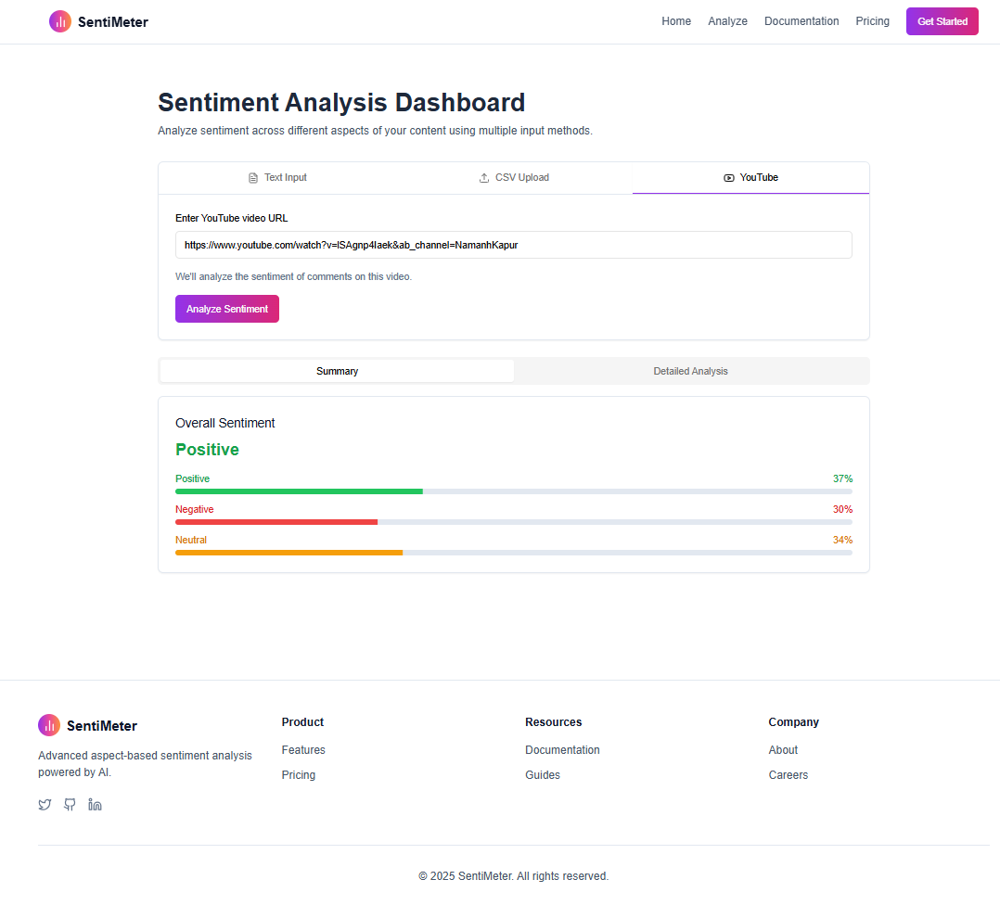 SentiMeter
Home Analyze Documentation Pricing Get Started
Sentiment Analysis Dashboard
Analyze sentiment across different aspects of your content using multiple input methods.
Text Input CSV Upload YouTube
Enter YouTube video URL
https://www.youtube.com/watch?v=ISAgnp4Iaek&ab_channel=NamanhKapur
We'll analyze the sentiment of comments on this video.
Analyze Sentiment
Summary Detailed Analysis
Overall Sentiment
Positive
Positive 37%
Negative 30%
Neutral 34%
SentiMeter
Advanced aspect-based sentiment analysis
powered by AI.
Product
Features
Pricing
Resources
Documentation
Guides
Company
About
Careers
© 2025 SentiMeter. All rights reserved.